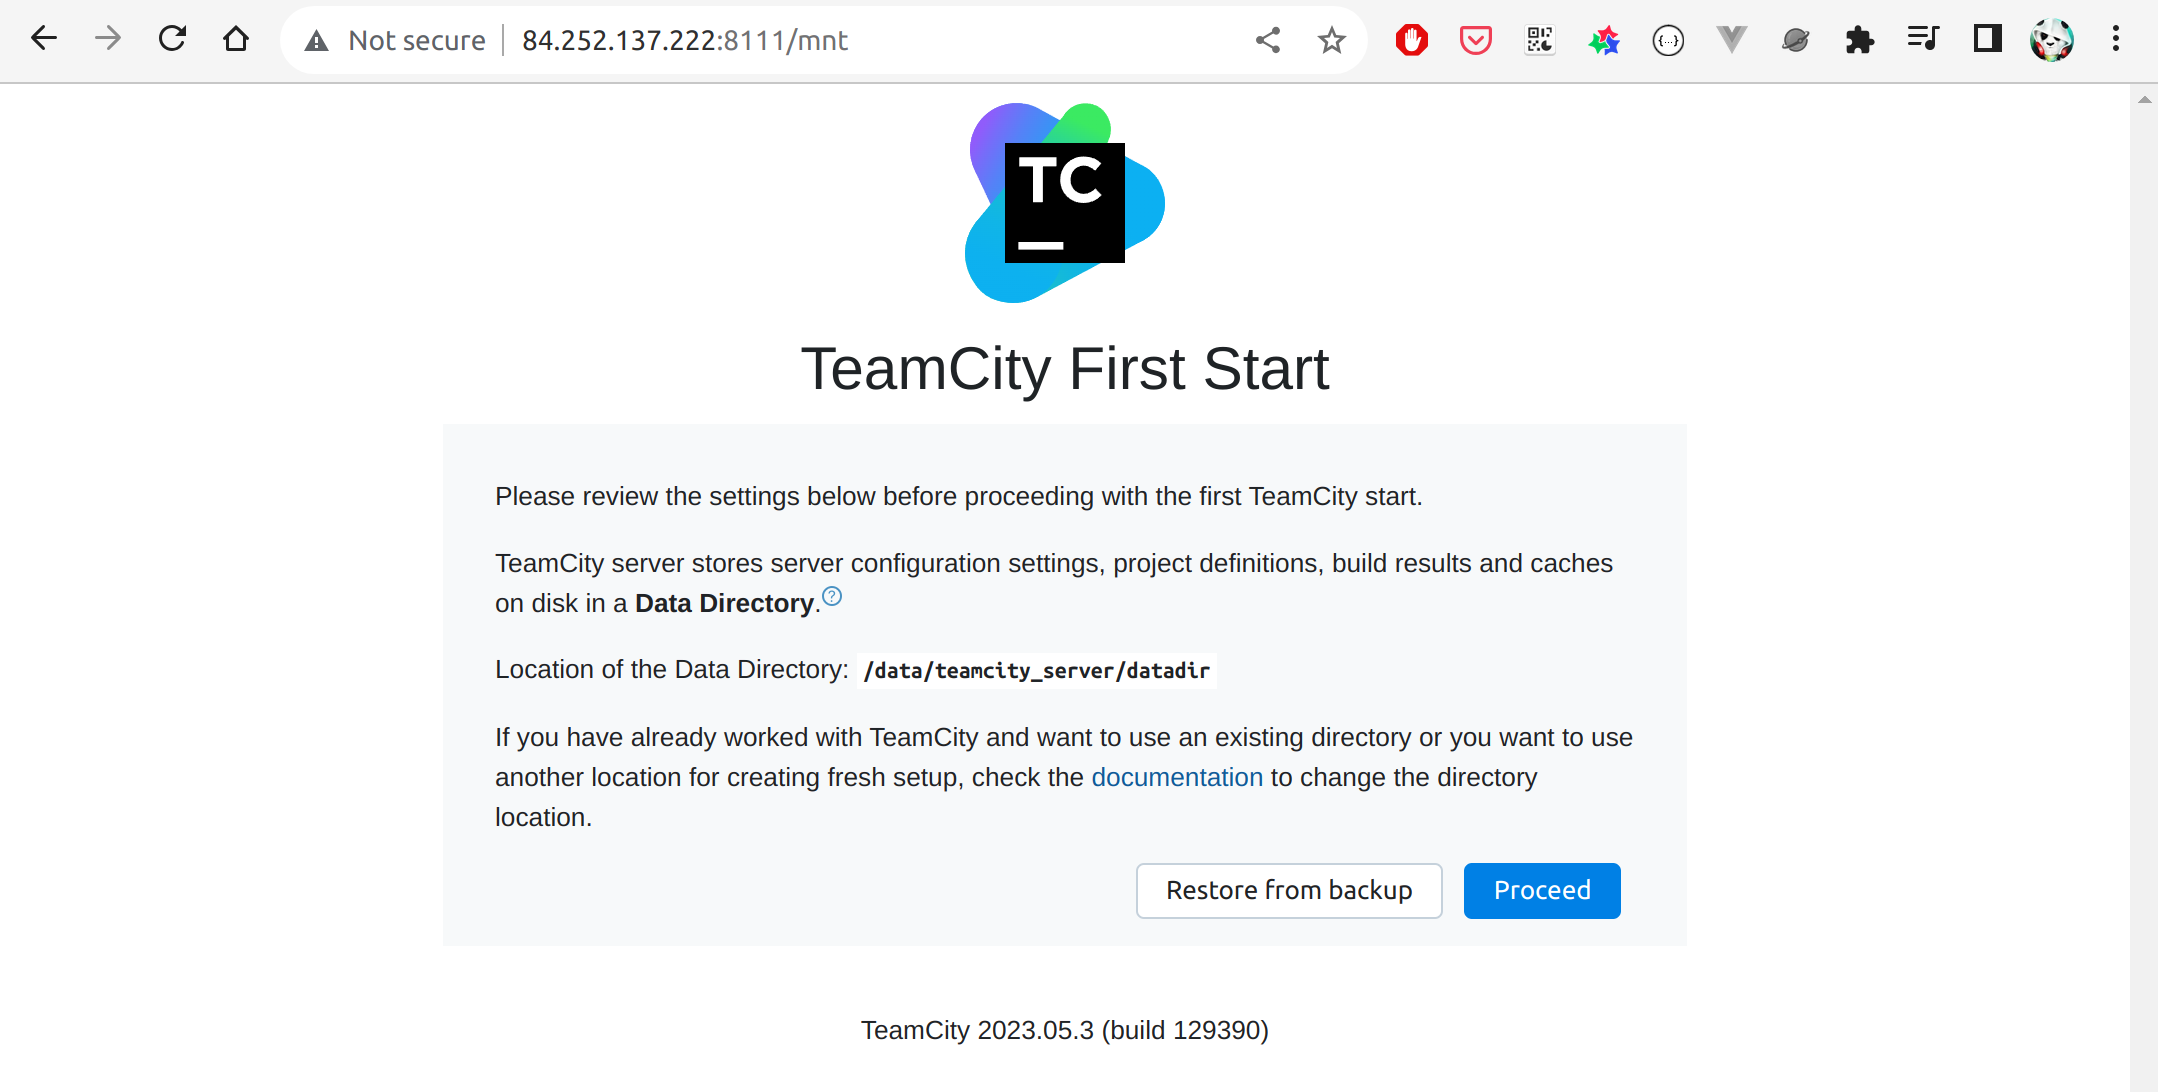 Not secure 84.252.137.222:8111/mnt
TC
TeamCity First Start
Please review the settings below before proceeding with the first TeamCity start.
TeamCity server stores server configuration settings, project definitions, build results and caches
on disk in a Data Directory.?
Location of the Data Directory: /data/teamcity_server/datadir
If you have already worked with TeamCity and want to use an existing directory or you want to use
another location for creating fresh setup, check the documentation to change the directory
location.
Restore from backup Proceed
TeamCity 2023.05.3 (build 129390)